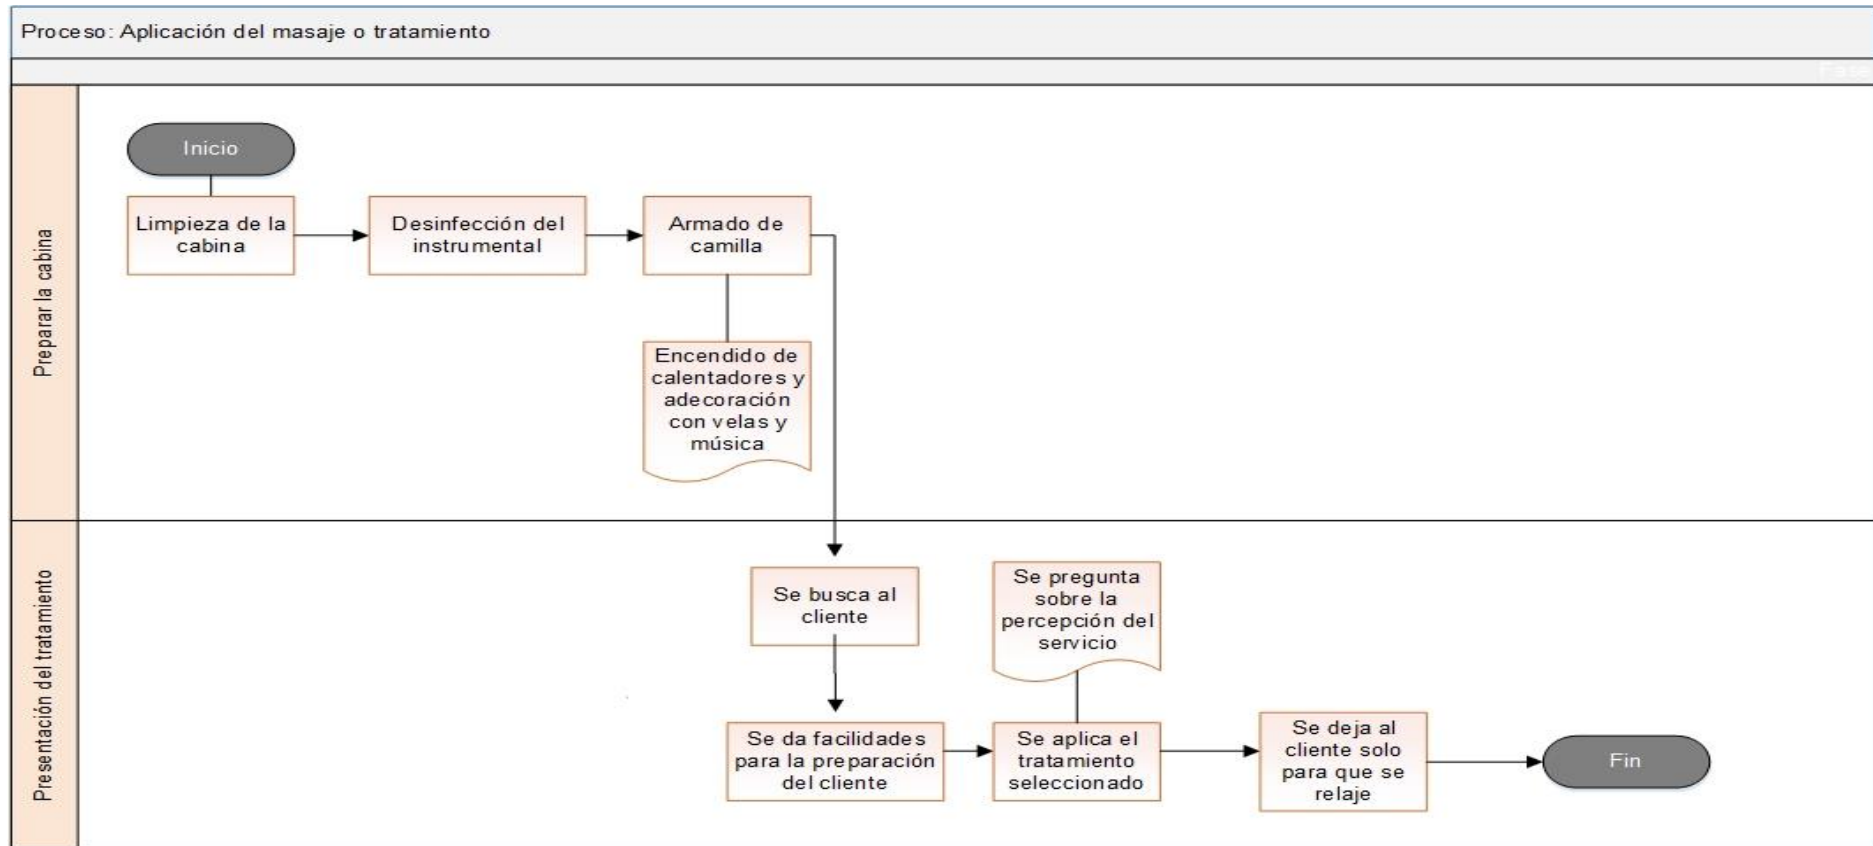 Proceso: Aplicación del masaje o tratamiento
Fase
Preparar la cabina
Inicio
Limpieza de la
cabina
Desinfección del
instrumental
Armado de
camilla
Encendido de
calentadores y
adecoración
con velas y
música
Presentación del tratamiento
Se busca al
cliente
Se pregunta
sobre la
percepción del
servicio
Se da facilidades
para la preparación
del cliente
Se aplica el
tratamiento
seleccionado
Se deja al
cliente solo
para que se
relaje
Fin